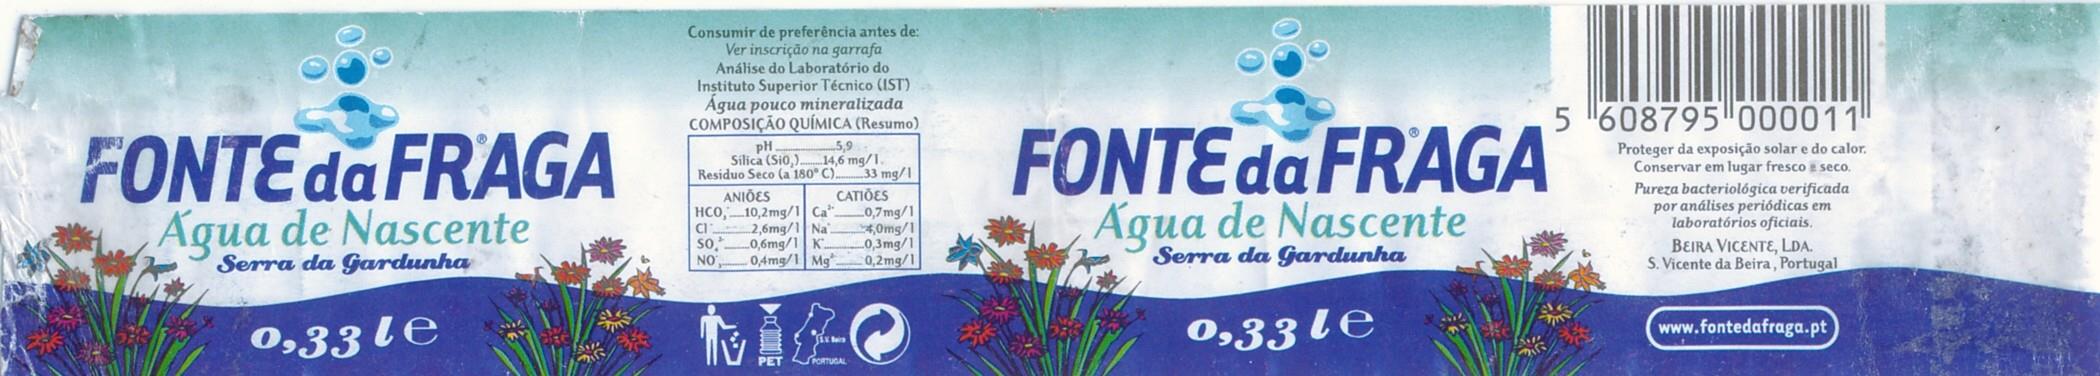 FONTE da FRAGA®
Água de Nascente
Serra da Gardunha
0,33 l e
Consumir de preferência antes de:
Ver inscrição na garrafa
Análise do Laboratório do
Instituto Superior Técnico (IST)
Água pouco mineralizada
COMPOSIÇÃO QUÍMICA (Resumo)
pH ..................5,9
Silica (SiO₂)......14,6 mg/l
Residuo Seco (a 180º C)........33 mg/l
ANIÕES
HCO₃⁻....10,2mg/l
Cl⁻..........2,6mg/l
SO₄²⁻.......0,6mg/l
NO⁻₃.......0,4mg/l
CATIÕES
Ca²⁺........0,7mg/l
Na⁺........4,0mg/l
K⁺..........0,3mg/l
Mg²⁺......0,2mg/l
PET
S.V. Beira
PORTUGAL
FONTE da FRAGA®
Água de Nascente
Serra da Gardunha
0,33 l e
5 608795 000011
Proteger da exposição solar e do calor.
Conservar em lugar fresco e seco.
Pureza bacteriológica verificada
por análises periódicas em
laboratórios oficiais.
BEIRA VICENTE, LDA.
S. Vicente da Beira, Portugal
www.fontedafraga.pt